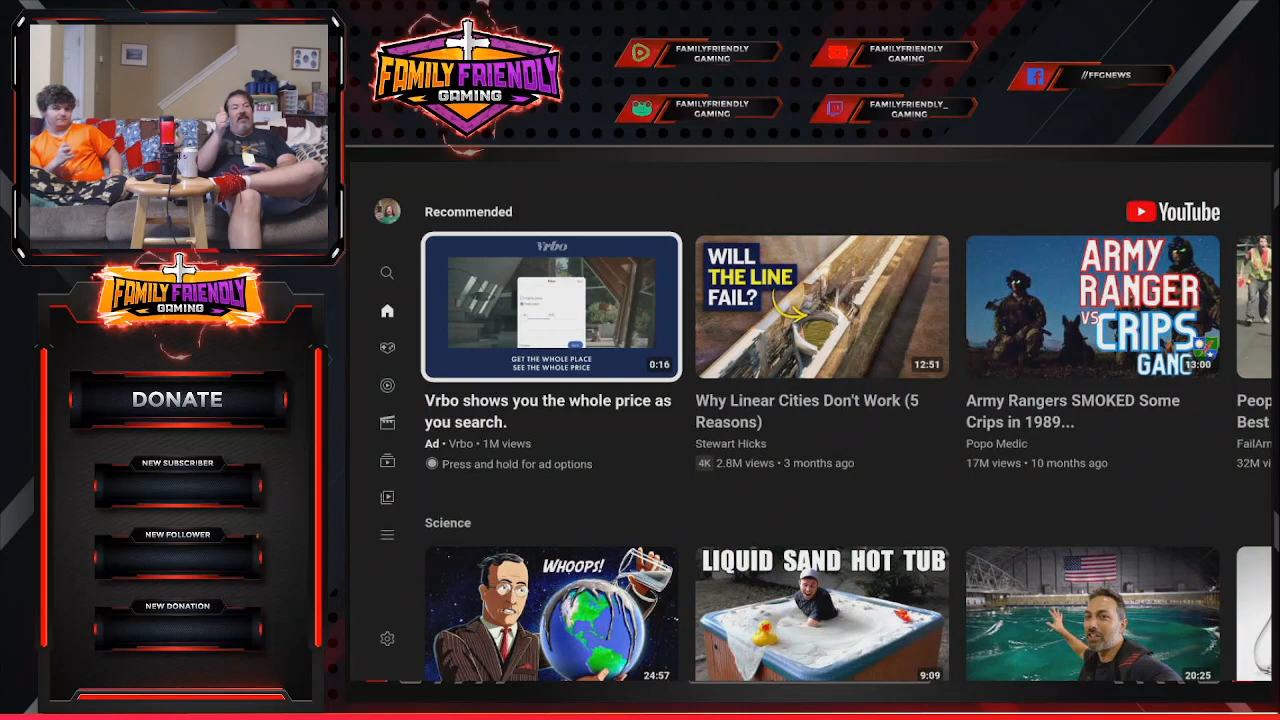 FAMILY FRIENDLY
GAMING
FAMILYFRIENDLY
GAMING
FAMILYFRIENDLY
GAMING
//FFGNEWS
FAMILYFRIENDLY
GAMING
FAMILYFRIENDLY_
GAMING
FAMILY FRIENDLY
GAMING
DONATE
NEW SUBSCRIBER
NEW FOLLOWER
NEW DONATION
Recommended
YouTube
Vrbo
GET THE WHOLE PLACE
SEE THE WHOLE PRICE
0:16
Vrbo shows you the whole price as
you search.
Ad • Vrbo • 1M views
Press and hold for ad options
WILL
THE LINE
FAIL?
12:51
Why Linear Cities Don't Work (5
Reasons)
Stewart Hicks
4K 2.8M views • 3 months ago
ARMY
RANGER
VS CRIPS
GANG
13:00
Army Rangers SMOKED Some
Crips in 1989...
Popo Medic
17M views • 10 months ago
Peop
Best
FailArm
32M vi
Science
WHOOPS!
24:57
LIQUID SAND HOT TUB
9:09
20:25